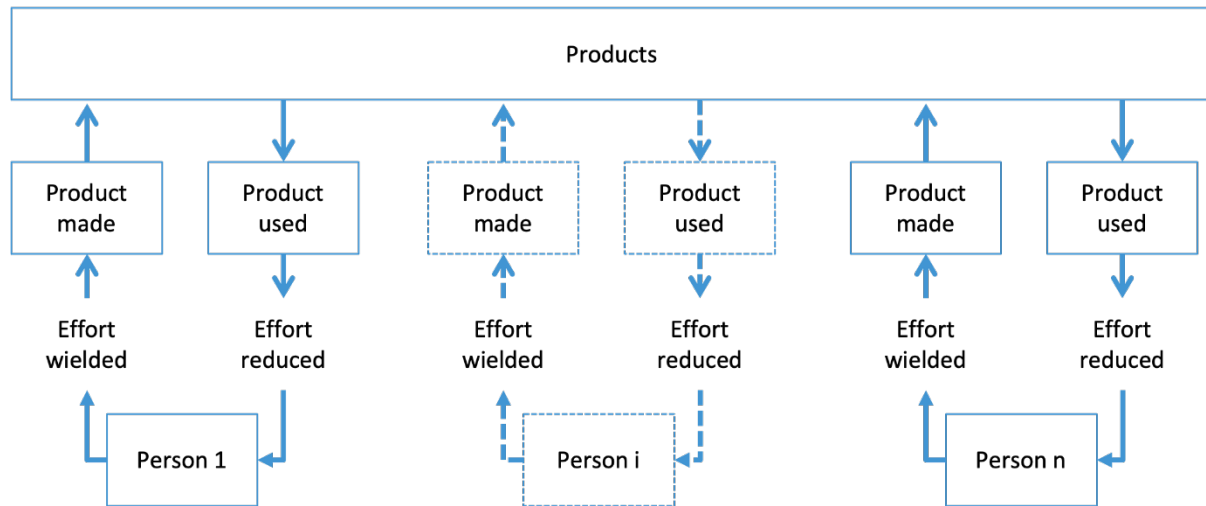 Products
Product
made
Product
used
Product
made
Product
used
Product
made
Product
used
Effort
wielded
Effort
reduced
Effort
wielded
Effort
reduced
Effort
wielded
Effort
reduced
Person 1
Person i
Person n